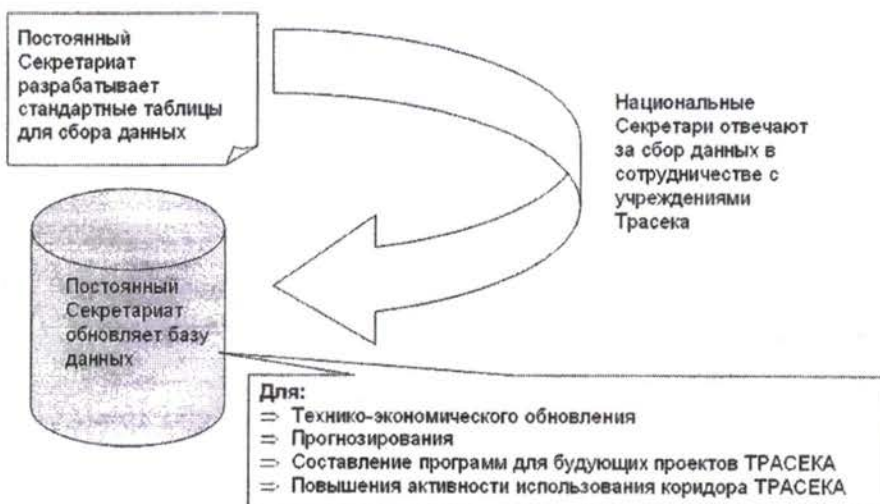 Постоянный
Секретариат
разрабатывает
стандартные таблицы
для сбора данных
Национальные
Секретари отвечают
за сбор данных в
сотрудничестве с
учреждениями
Трасека
Постоянный
Секретариат
обновляет базу
данных
Для:
⇒ Технико-экономического обновления
⇒ Прогнозирования
⇒ Составление программ для будующих проектов ТРАСЕКА
⇒ Повышения активности использования коридора ТРАСЕКА